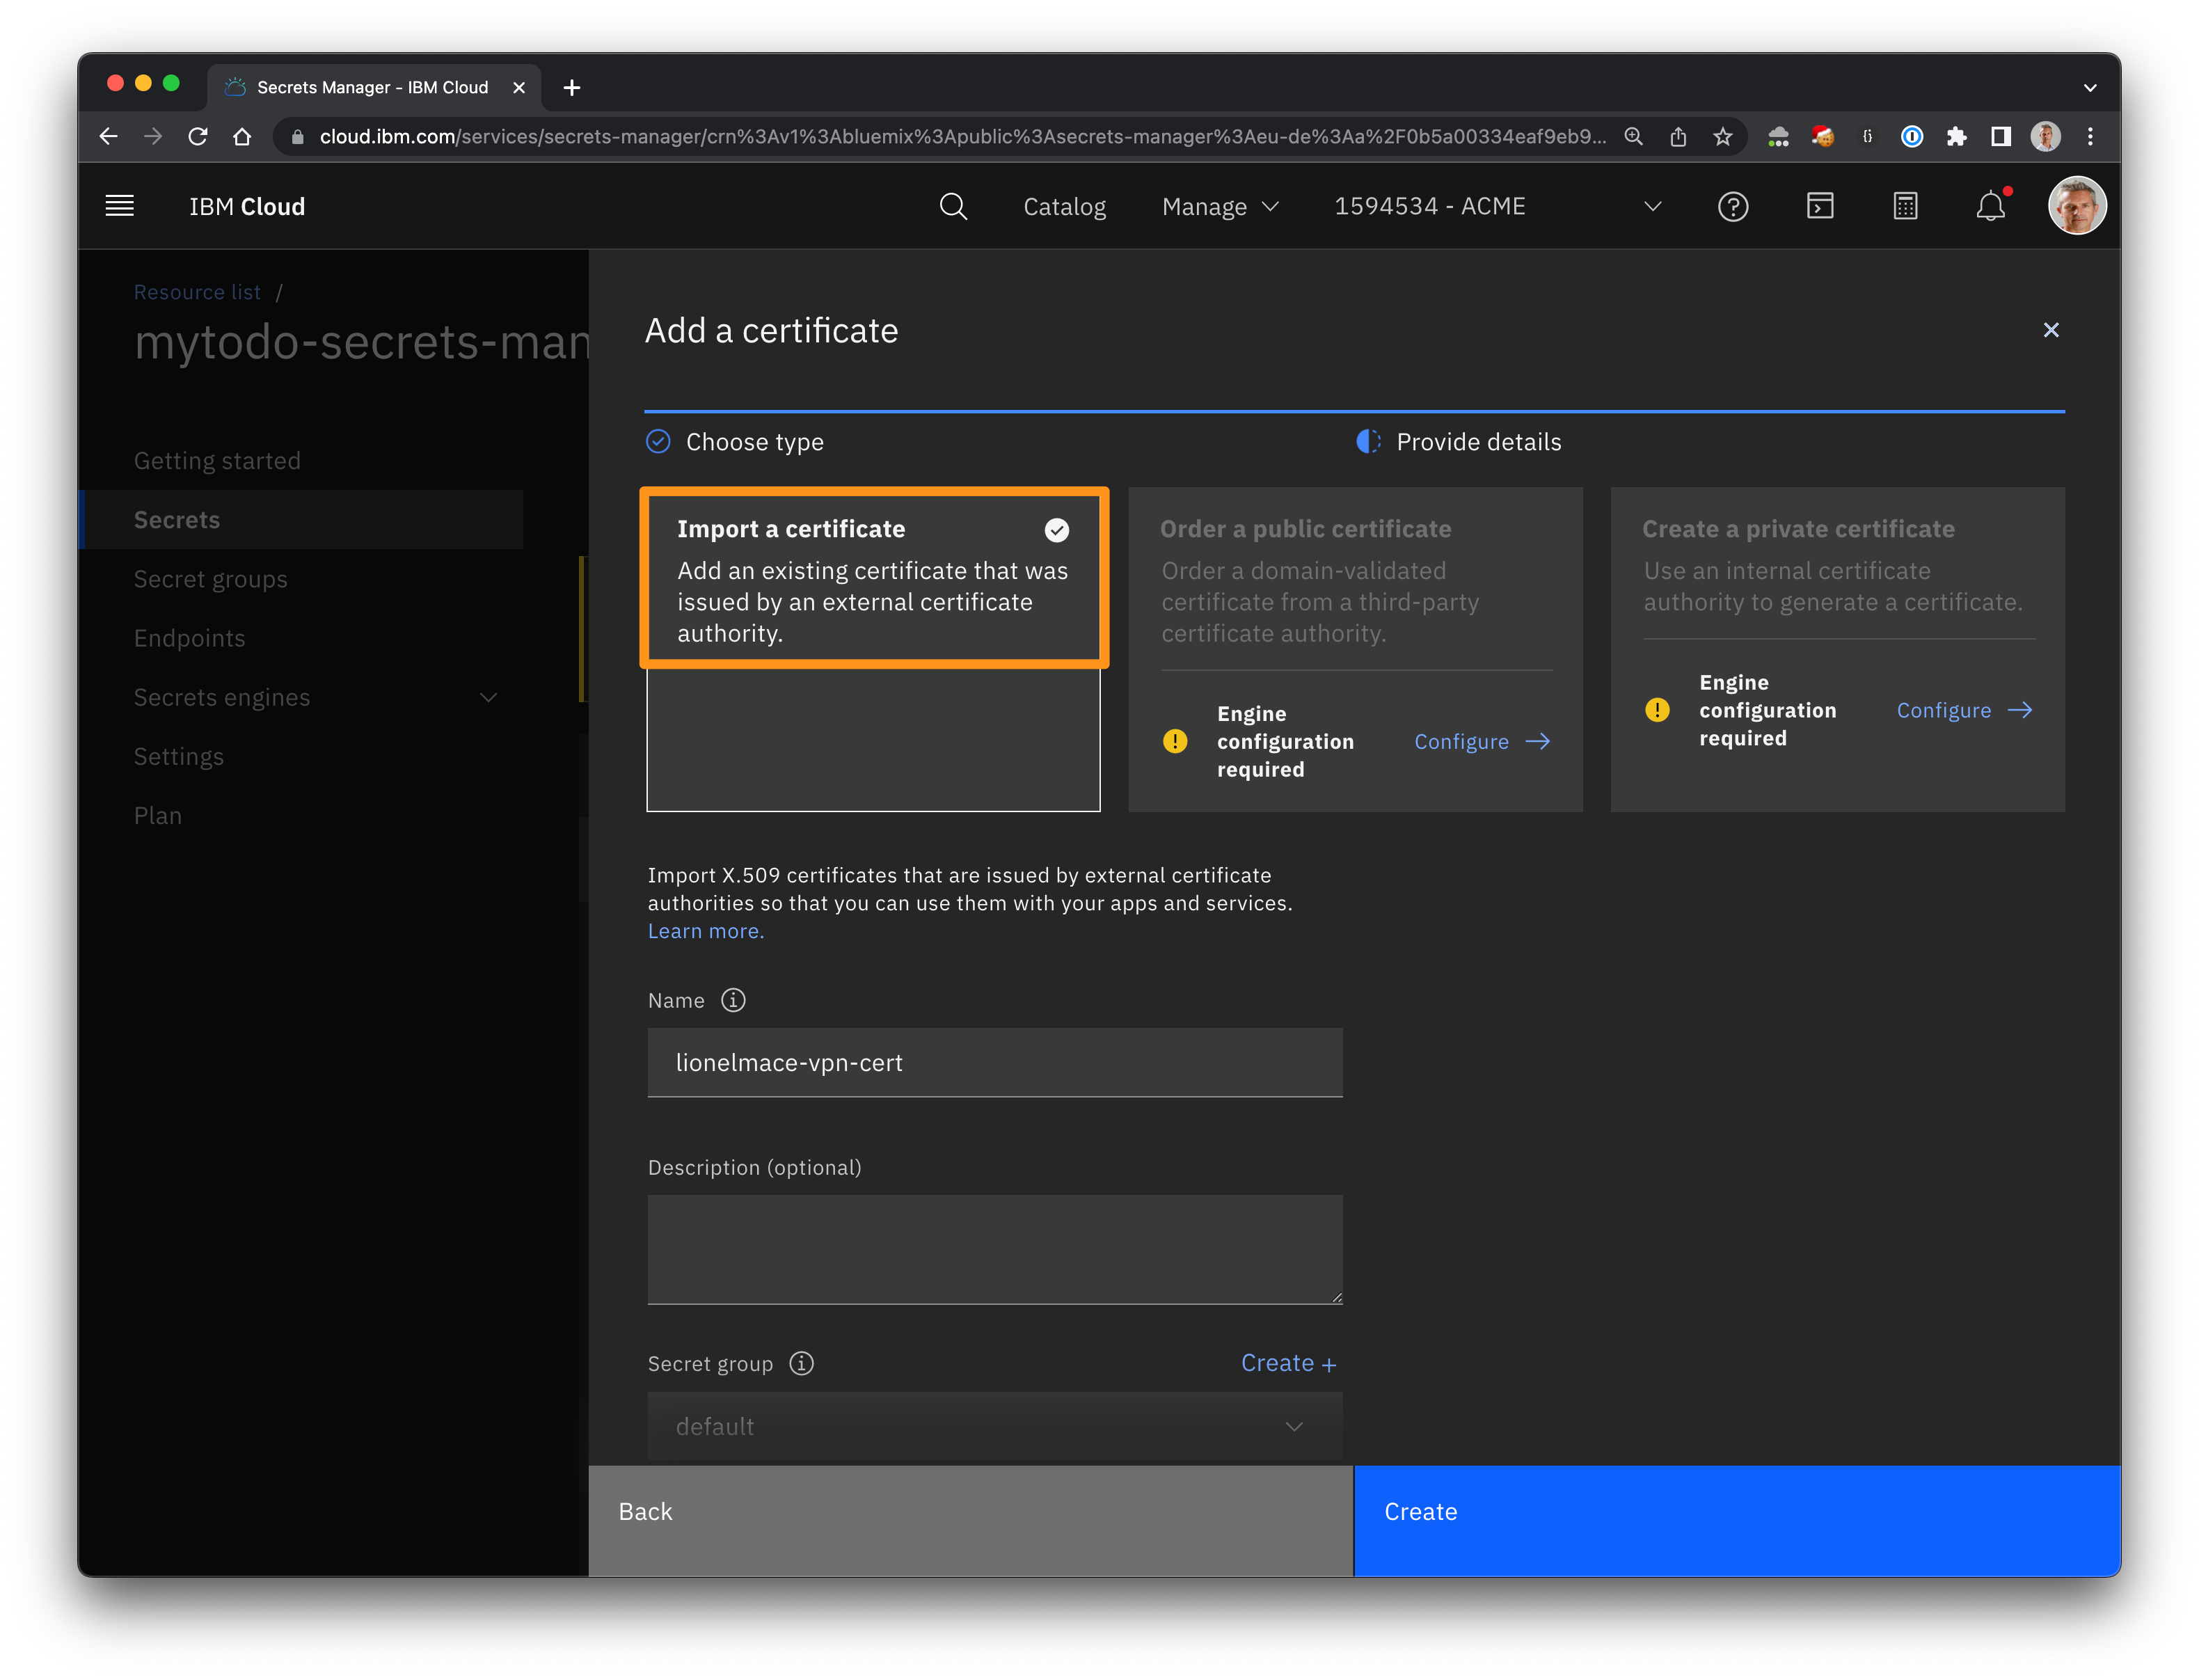 Secrets Manager - IBM Cloud
cloud.ibm.com/services/secrets-manager/crn%3Av1%3Abluemix%3Apublic%3Asecrets-manager%3Aeu-de%3Aa%2F0b5a00334eaf9eb9...
IBM Cloud
Catalog
Manage
1594534 - ACME
Resource list /
mytodo-secrets-man
Getting started
Secrets
Secret groups
Endpoints
Secrets engines
Settings
Plan
Add a certificate
Choose type
Provide details
Import a certificate
Add an existing certificate that was
issued by an external certificate
authority.
Order a public certificate
Order a domain-validated
certificate from a third-party
certificate authority.
Engine
configuration
required
Configure
Create a private certificate
Use an internal certificate
authority to generate a certificate.
Engine
configuration
required
Configure
Import X.509 certificates that are issued by external certificate
authorities so that you can use them with your apps and services.
Learn more.
Name
lionelmace-vpn-cert
Description (optional)
Secret group
Create +
default
Back
Create